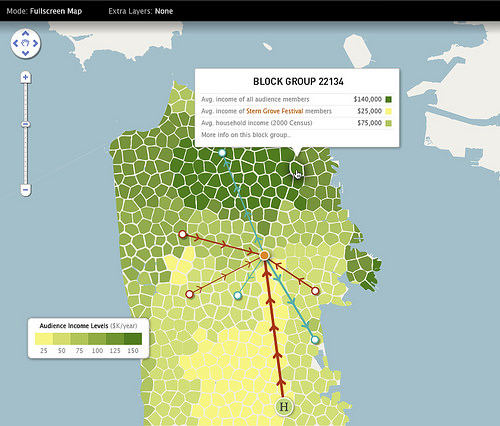 Mode: Fullscreen Map Extra Layers: None
BLOCK GROUP 22134
Avg. income of all audience members $140,000
Avg. income of Stern Grove Festival members $25,000
Avg. household income (2000 Census) $75,000
More info on this block group..
Audience Income Levels ($K/year)
25 50 75 100 125 150
H